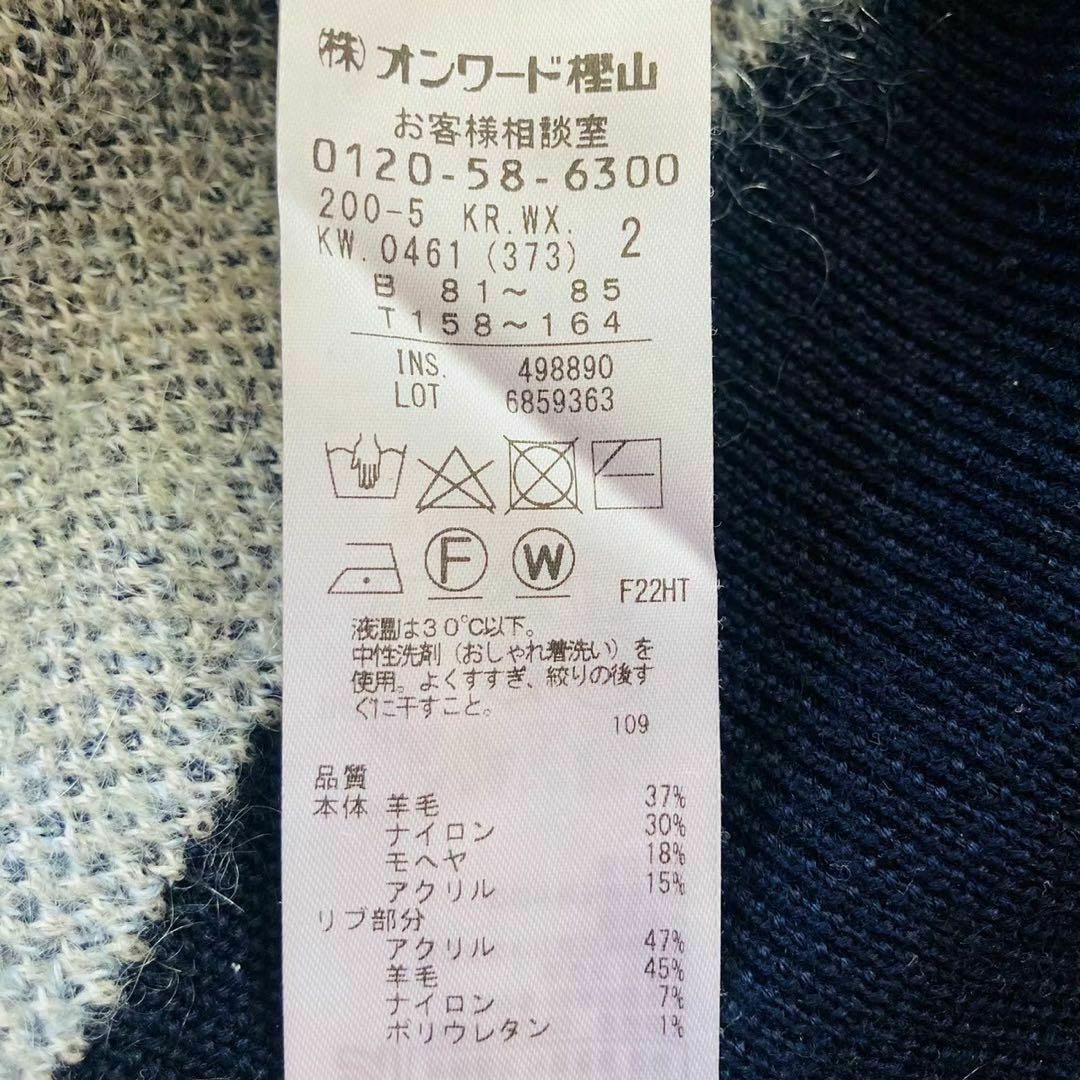 ㈱オンワード樫山
お客様相談室
0120-58-6300
200-5 KR.WX. 2
KW.0461 (373)
B 81～ 85
T158～164
INS. 498890
LOT 6859363
F W
F22HT
液温は30℃以下。
中性洗剤（おしゃれ着洗い）を
使用。よくすすぎ、絞りの後す
ぐに干すこと。
109
品質
本体 羊毛 37%
ナイロン 30%
モヘヤ 18%
アクリル 15%
リブ部分
アクリル 47%
羊毛 45%
ナイロン 7%
ポリウレタン 1%